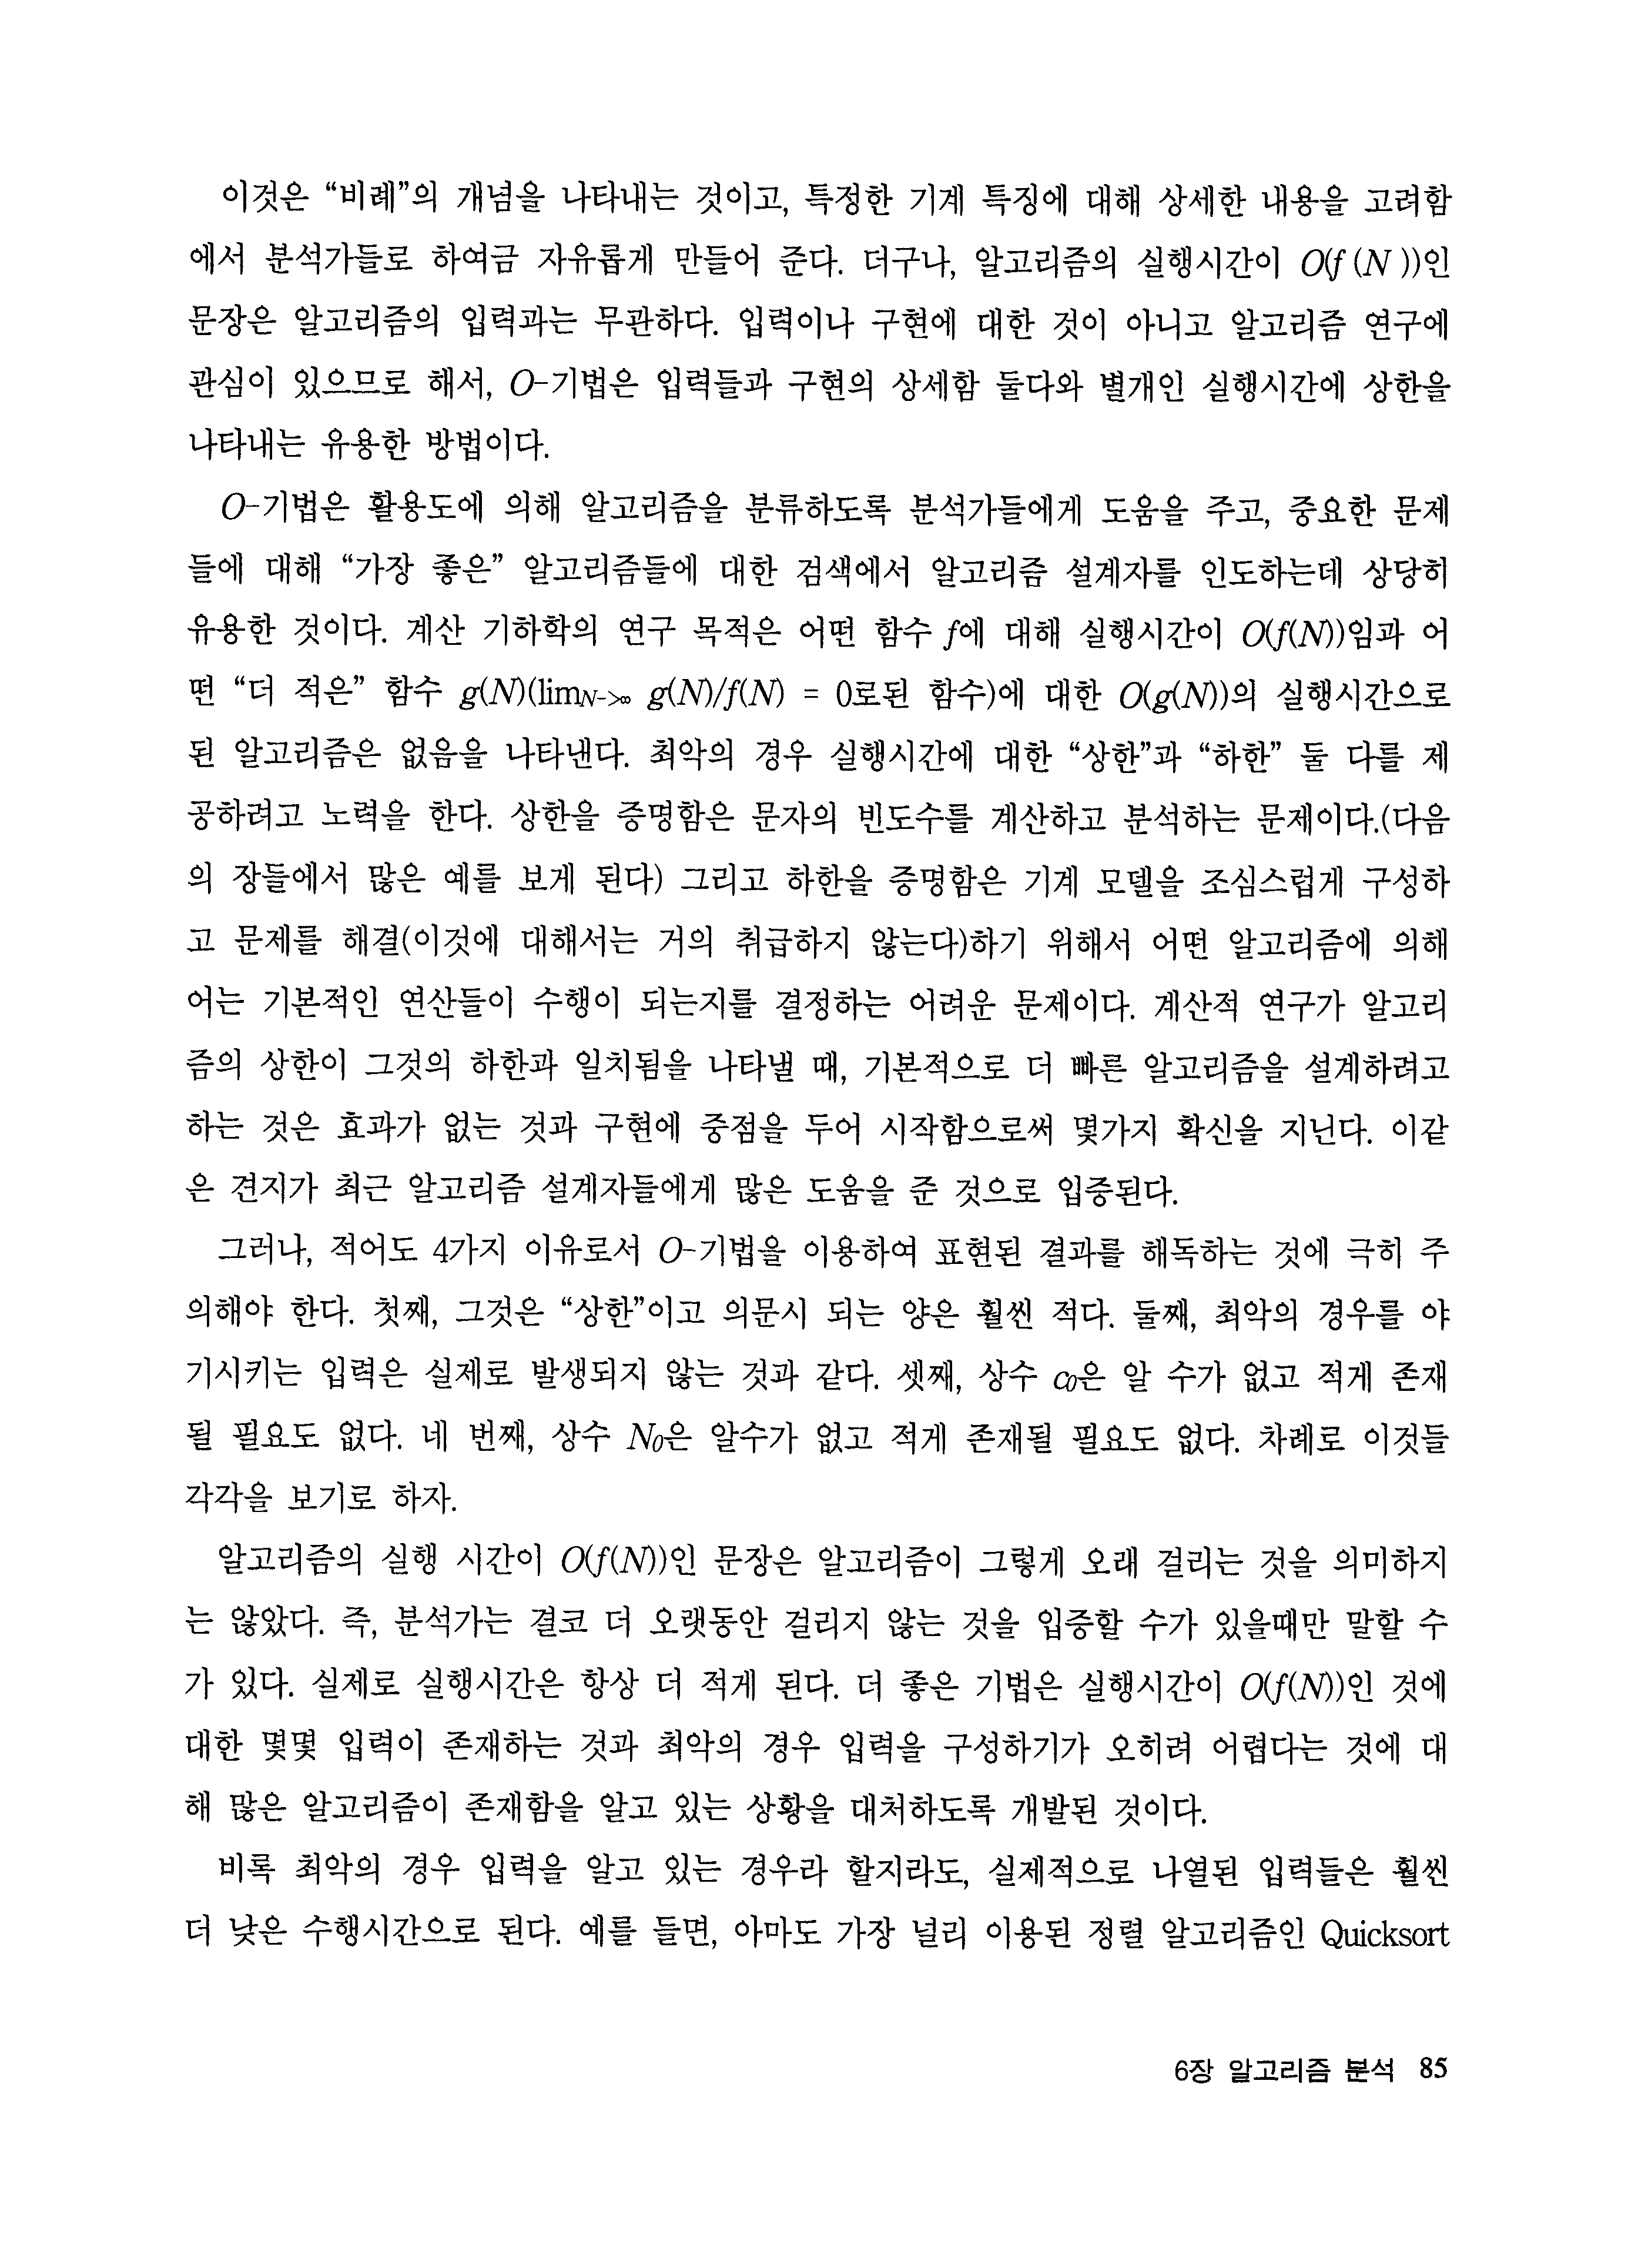 이것은 “비례”의 개념을 나타내는 것이고, 특정한 기계 특징에 대해 상세한 내용을 고려함
에서 분석가들로 하여금 자유롭게 만들어 준다. 더구나, 알고리즘의 실행시간이 O(f (N ))인
문장은 알고리즘의 입력과는 무관하다. 입력이나 구현에 대한 것이 아니고 알고리즘 연구에
관심이 있으므로 해서, O-기법은 입력들과 구현의 상세함 둘다와 별개인 실행시간에 상한을
나타내는 유용한 방법이다.
O-기법은 활용도에 의해 알고리즘을 분류하도록 분석가들에게 도움을 주고, 중요한 문제
들에 대해 “가장 좋은” 알고리즘들에 대한 검색에서 알고리즘 설계자를 인도하는데 상당히
유용한 것이다. 계산 기하학의 연구 목적은 어떤 함수 f에 대해 실행시간이 O(f(N))임과 어
떤 “더 적은” 함수 g(N)(limN->∞ g(N)/f(N) = 0로된 함수)에 대한 O(g(N))의 실행시간으로
된 알고리즘은 없음을 나타낸다. 최악의 경우 실행시간에 대한 “상한”과 “하한” 둘 다를 제
공하려고 노력을 한다. 상한을 증명함은 문자의 빈도수를 계산하고 분석하는 문제이다.(다음
의 장들에서 많은 예를 보게 된다) 그리고 하한을 증명함은 기계 모델을 조심스럽게 구성하
고 문제를 해결(이것에 대해서는 거의 취급하지 않는다)하기 위해서 어떤 알고리즘에 의해
어는 기본적인 연산들이 수행이 되는지를 결정하는 어려운 문제이다. 계산적 연구가 알고리
즘의 상한이 그것의 하한과 일치됨을 나타낼 때, 기본적으로 더 빠른 알고리즘을 설계하려고
하는 것은 효과가 없는 것과 구현에 중점을 두어 시작함으로써 몇가지 확신을 지닌다. 이같
은 견지가 최근 알고리즘 설계자들에게 많은 도움을 준 것으로 입증된다.
그러나, 적어도 4가지 이유로서 O-기법을 이용하여 표현된 결과를 해독하는 것에 극히 주
의해야 한다. 첫째, 그것은 “상한”이고 의문시 되는 양은 훨씬 적다. 둘째, 최악의 경우를 야
기시키는 입력은 실제로 발생되지 않는 것과 같다. 셋째, 상수 c0은 알 수가 없고 적게 존재
될 필요도 없다. 네 번째, 상수 N0은 알수가 없고 적게 존재될 필요도 없다. 차례로 이것들
각각을 보기로 하자.
알고리즘의 실행 시간이 O(f(N))인 문장은 알고리즘이 그렇게 오래 걸리는 것을 의미하지
는 않았다. 즉, 분석가는 결코 더 오랫동안 걸리지 않는 것을 입증할 수가 있을때만 말할 수
가 있다. 실제로 실행시간은 항상 더 적게 된다. 더 좋은 기법은 실행시간이 O(f(N))인 것에
대한 몇몇 입력이 존재하는 것과 최악의 경우 입력을 구성하기가 오히려 어렵다는 것에 대
해 많은 알고리즘이 존재함을 알고 있는 상황을 대처하도록 개발된 것이다.
비록 최악의 경우 입력을 알고 있는 경우라 할지라도, 실제적으로 나열된 입력들은 훨씬
더 낮은 수행시간으로 된다. 예를 들면, 아마도 가장 널리 이용된 정렬 알고리즘인 Quicksort
6장 알고리즘 분석 85